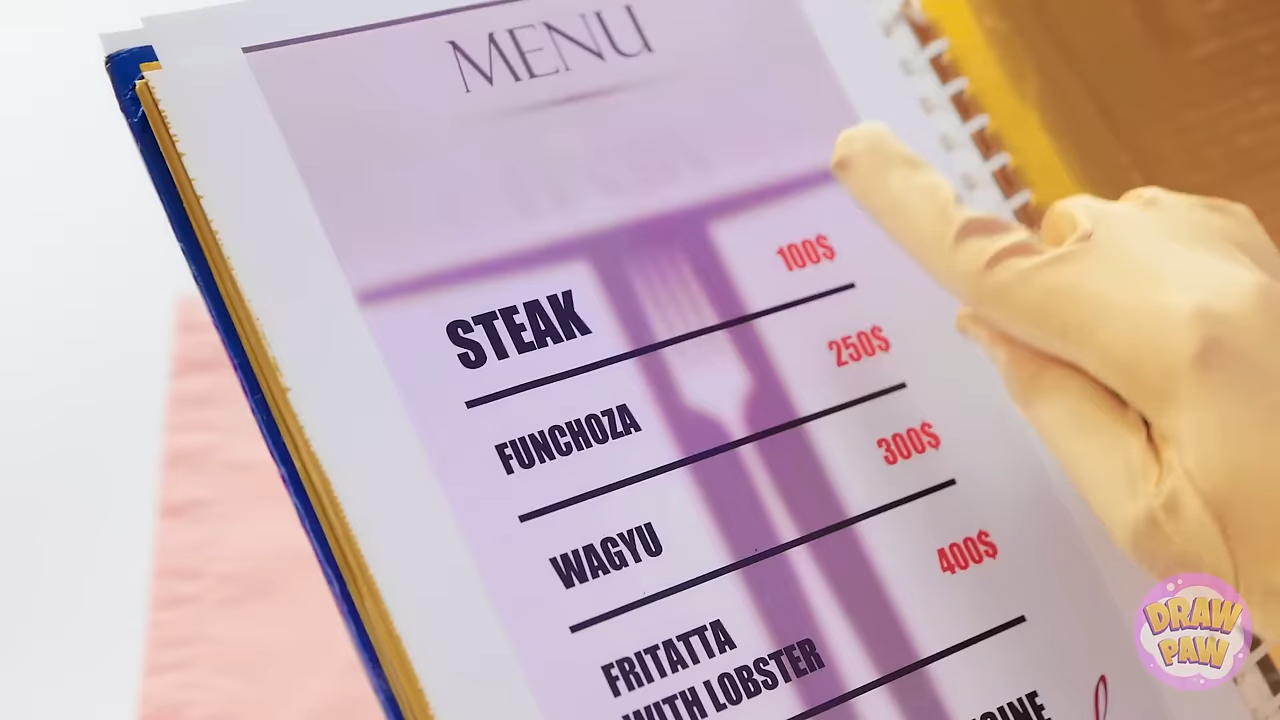 MENU
STEAK 100$
FUNCHOZA 250$
WAGYU 300$
FRITATTA 400$
WITH LOBSTER
DRAW
PAW